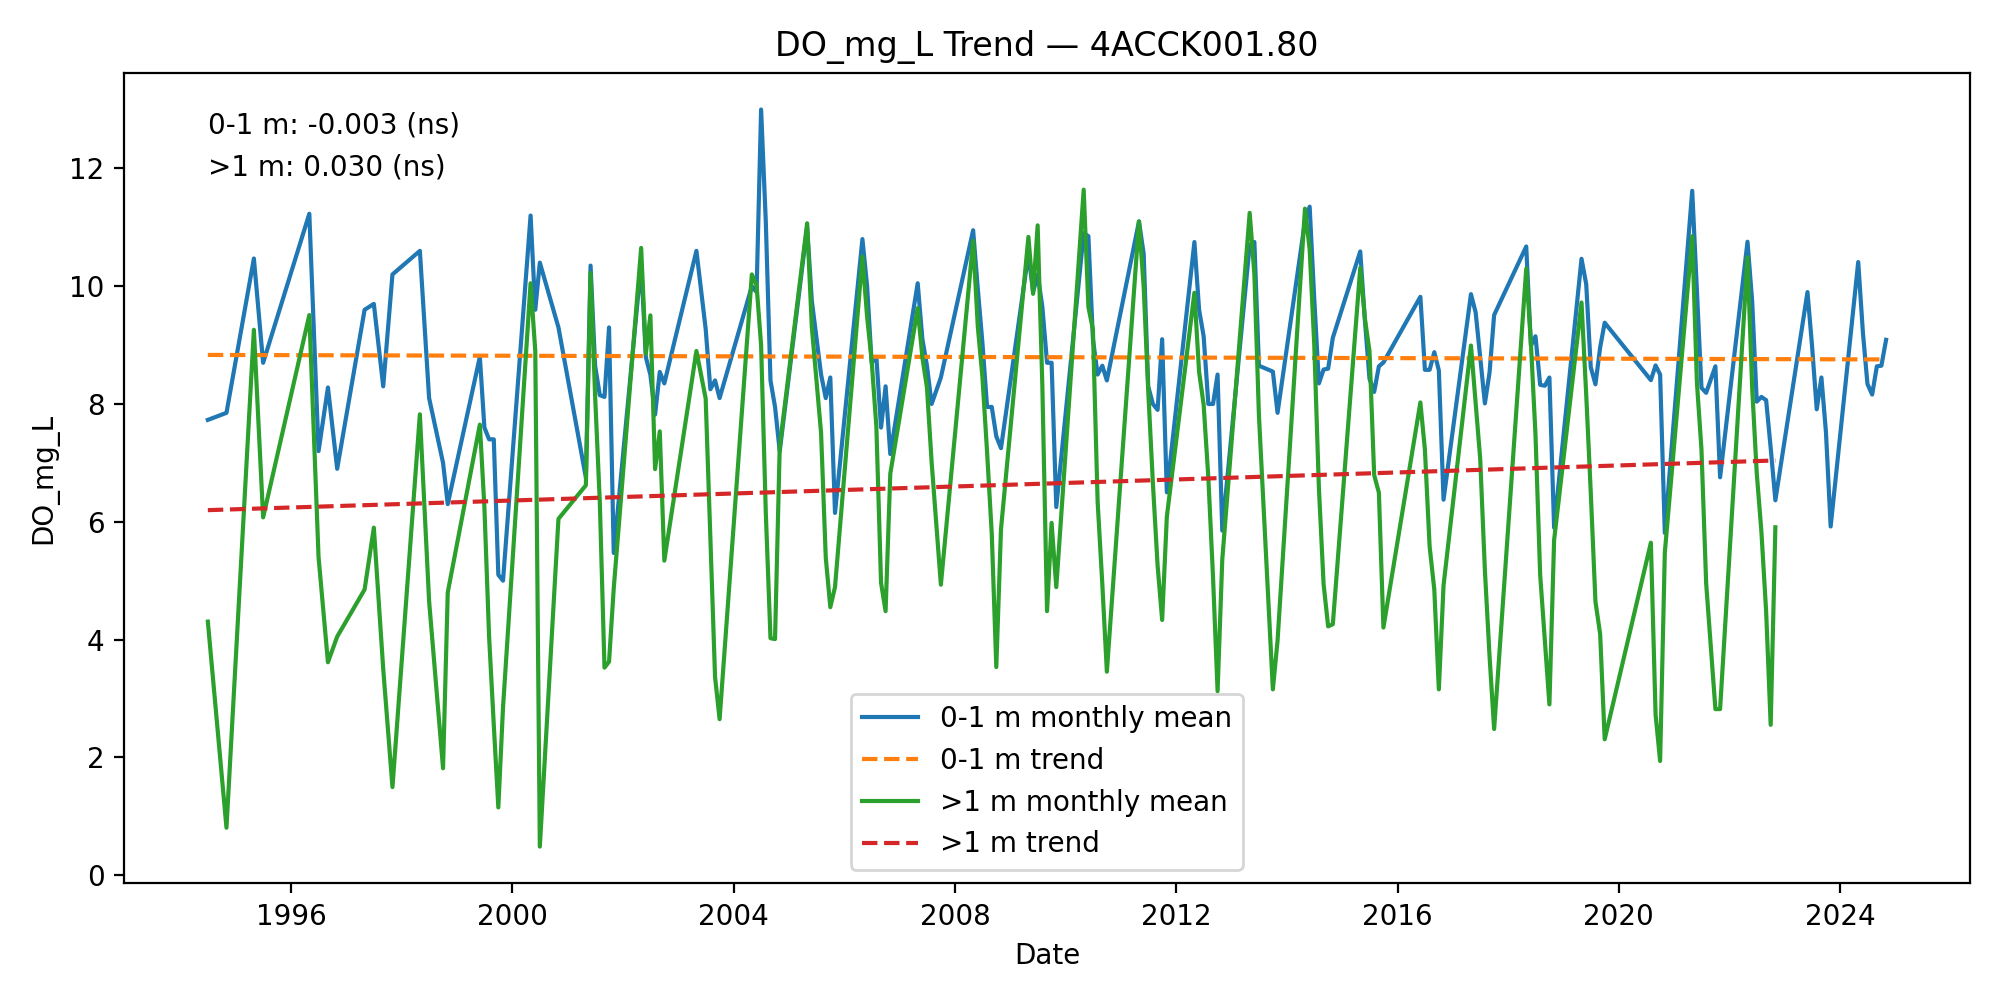 DO_mg_L Trend — 4ACCK001.80
0-1 m: -0.003 (ns)
>1 m: 0.030 (ns)
DO_mg_L
12
10
8
6
4
2
0
0-1 m monthly mean
0-1 m trend
>1 m monthly mean
>1 m trend
1996 2000 2004 2008 2012 2016 2020 2024
Date